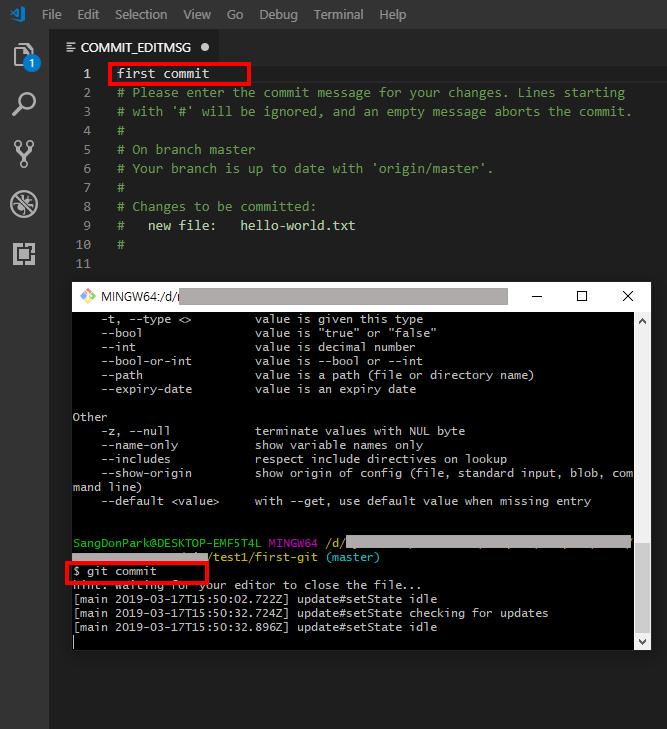 File Edit Selection View Go Debug Terminal Help
COMMIT_EDITMSG
1
1 first commit
2 # Please enter the commit message for your changes. Lines starting
3 # with '#' will be ignored, and an empty message aborts the commit.
4 #
5 # On branch master
6 # Your branch is up to date with 'origin/master'.
7 #
8 # Changes to be committed:
9 #   new file:   hello-world.txt
10 #
11
MINGW64:/d/
-t, --type <>         value is given this type
--bool                value is "true" or "false"
--int                 value is decimal number
--bool-or-int         value is --bool or --int
--path                value is a path (file or directory name)
--expiry-date         value is an expiry date
Other
-z, --null            terminate values with NUL byte
--name-only           show variable names only
--includes            respect include directives on lookup
--show-origin         show origin of config (file, standard input, blob, com
mand line)
--default <value>     with --get, use default value when missing entry
SangDonPark@DESKTOP-EMF5T4L MINGW64 /d/
/test1/first-git (master)
$ git commit
hint: Waiting for your editor to close the file...
[main 2019-03-17T15:50:02.722Z] update#setState idle
[main 2019-03-17T15:50:32.724Z] update#setState checking for updates
[main 2019-03-17T15:50:32.896Z] update#setState idle